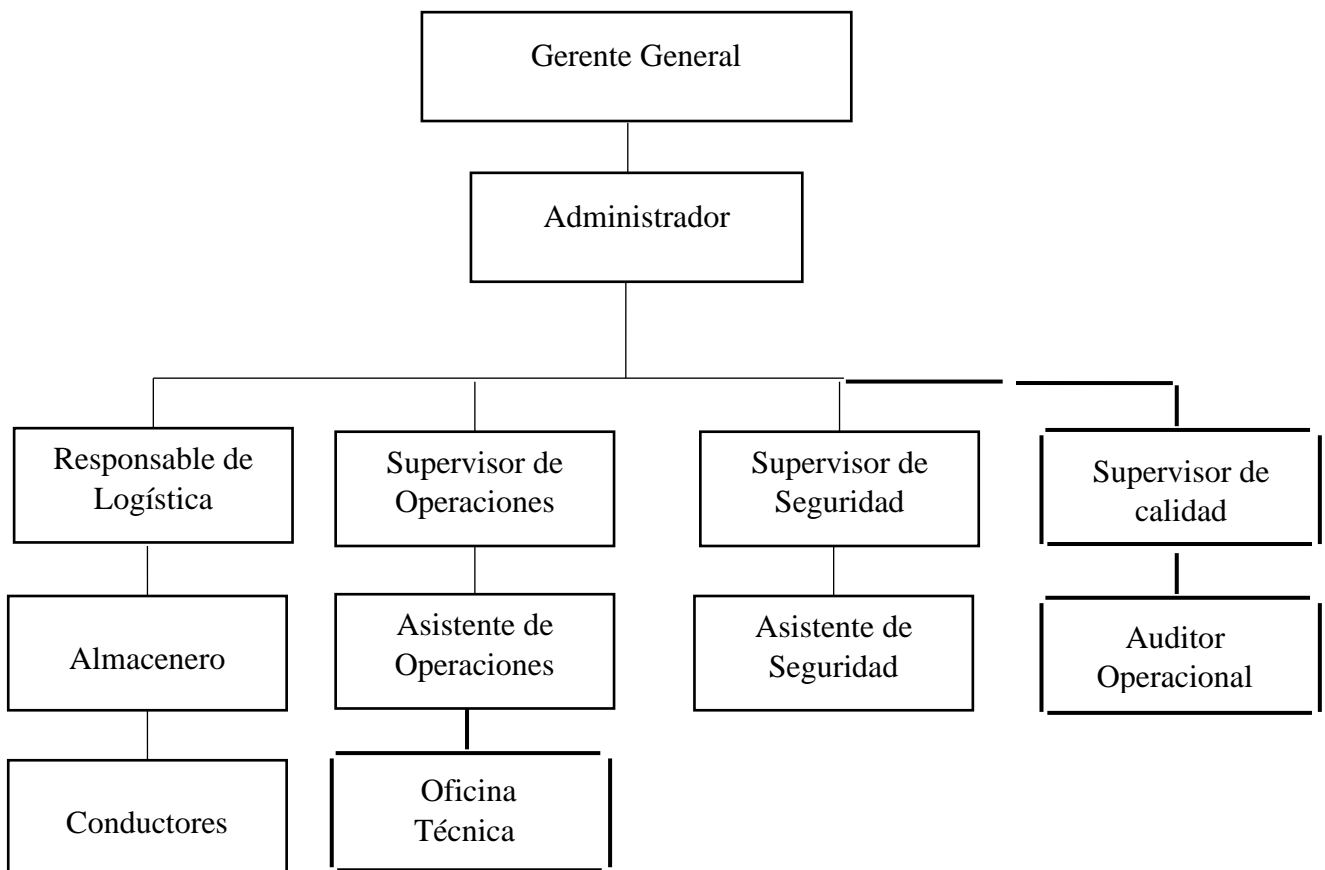 Gerente General
Administrador
Responsable de
Logística
Supervisor de
Operaciones
Supervisor de
Seguridad
Supervisor de
calidad
Almacenero
Asistente de
Operaciones
Asistente de
Seguridad
Auditor
Operacional
Conductores
Oficina
Técnica